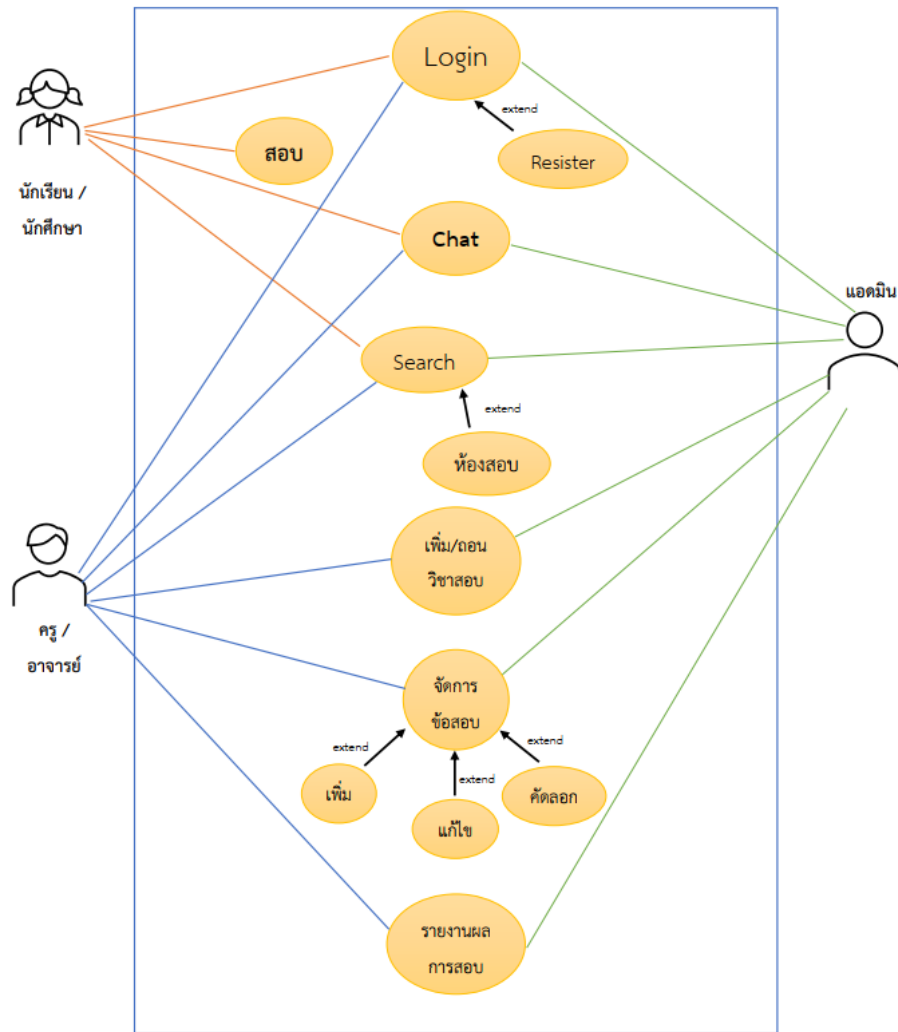 Login
extend
Resister
สอบ
นักเรียน /
นักศึกษา
Chat
แอดมิน
Search
extend
ห้องสอบ
เพิ่ม/ถอน
วิชาสอบ
ครู /
อาจารย์
จัดการ
ข้อสอบ
extend
extend
extend
เพิ่ม
แก้ไข
คัดลอก
รายงานผล
การสอบ